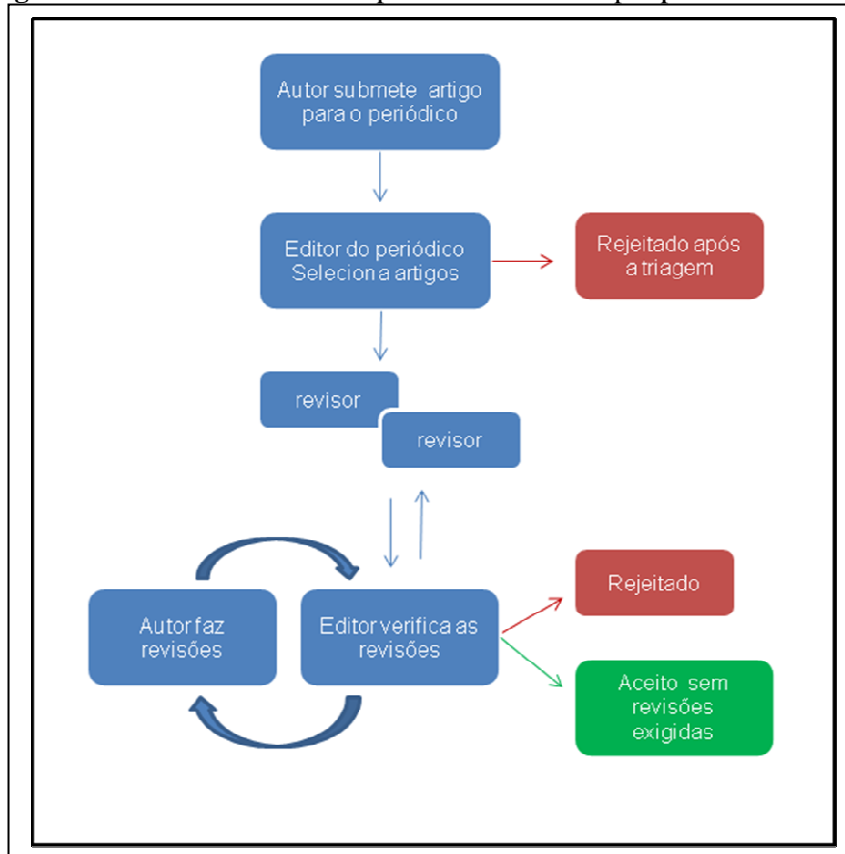 Autor submete artigo
para o periódico
Editor do periódico
Seleciona artigos
Rejeitado após
a triagem
revisor
revisor
Autor faz
revisões
Editor verifica as
revisões
Rejeitado
Aceito sem
revisões
exigidas